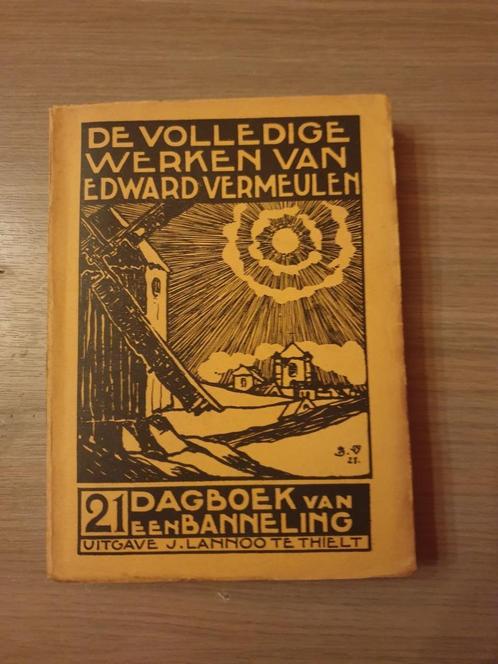 DE VOLLEDIGE
WERKEN VAN
EDWARD VERMEULEN
21 DAGBOEK VAN
EEN BANNELING
UITGAVE J. LANNOO TE THIELT